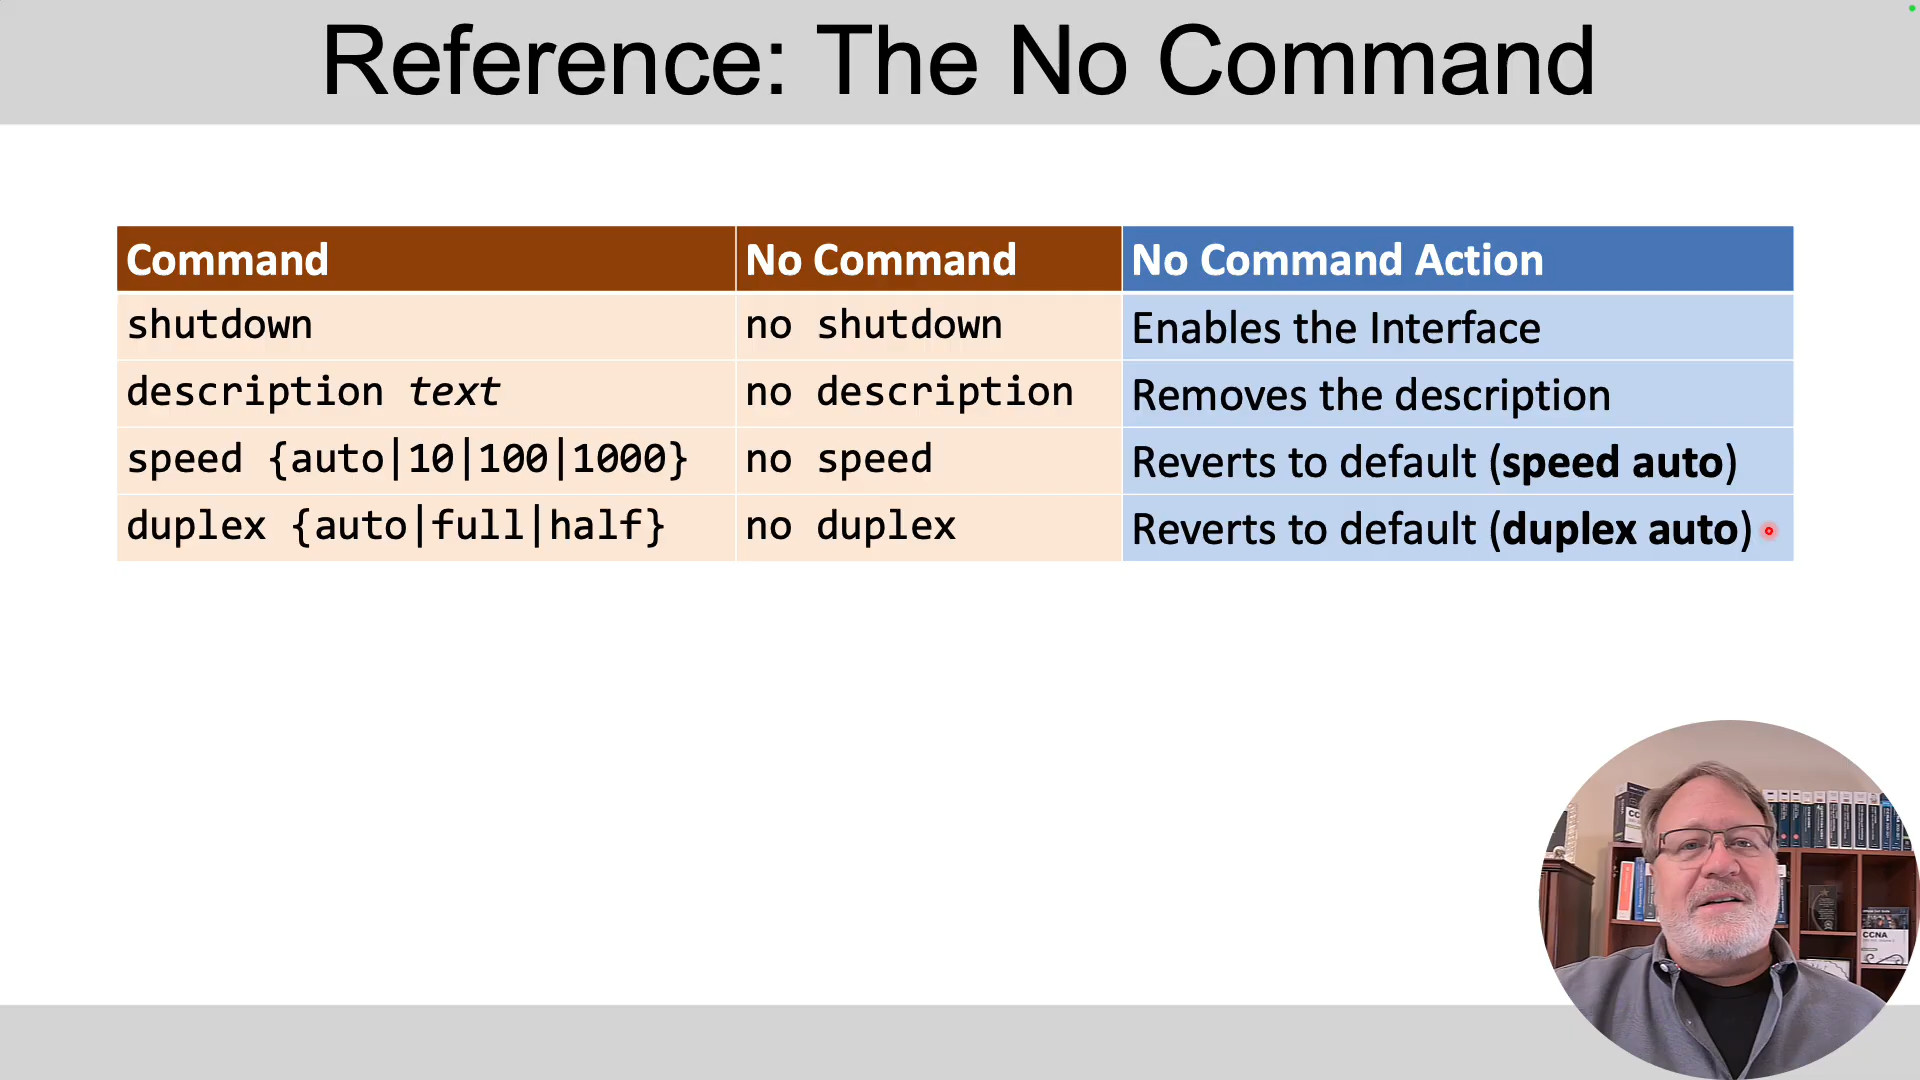 Reference: The No Command
Command No Command No Command Action
shutdown no shutdown Enables the Interface
description text no description Removes the description
speed {auto|10|100|1000} no speed Reverts to default (speed auto)
duplex {auto|full|half} no duplex Reverts to default (duplex auto)
CCNA